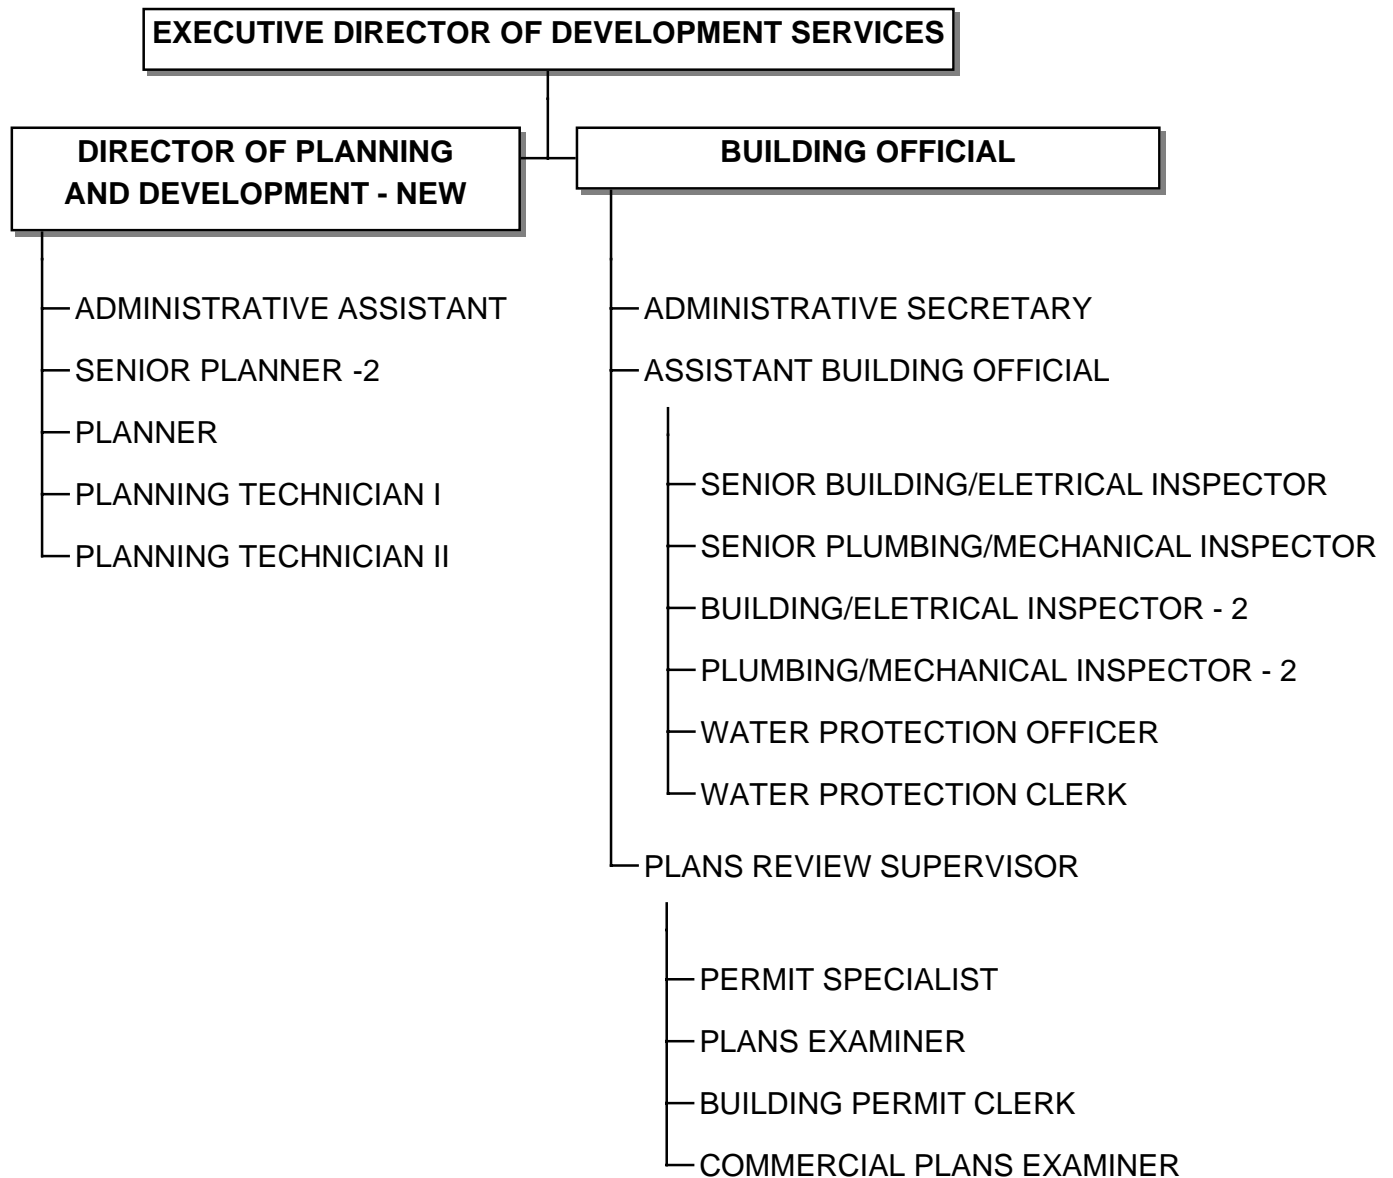 EXECUTIVE DIRECTOR OF DEVELOPMENT SERVICES
DIRECTOR OF PLANNING
AND DEVELOPMENT - NEW
ADMINISTRATIVE ASSISTANT
SENIOR PLANNER -2
PLANNER
PLANNING TECHNICIAN I
PLANNING TECHNICIAN II
BUILDING OFFICIAL
ADMINISTRATIVE SECRETARY
ASSISTANT BUILDING OFFICIAL
SENIOR BUILDING/ELETRICAL INSPECTOR
SENIOR PLUMBING/MECHANICAL INSPECTOR
BUILDING/ELETRICAL INSPECTOR - 2
PLUMBING/MECHANICAL INSPECTOR - 2
WATER PROTECTION OFFICER
WATER PROTECTION CLERK
PLANS REVIEW SUPERVISOR
PERMIT SPECIALIST
PLANS EXAMINER
BUILDING PERMIT CLERK
COMMERCIAL PLANS EXAMINER